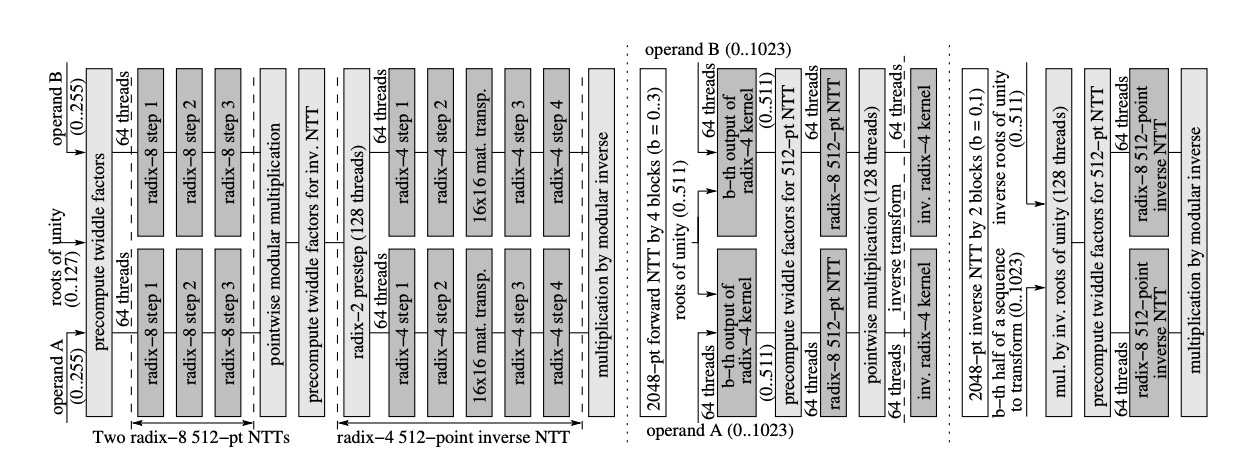 operand B
(0..255)
roots of unity
(0..127)
operand A
(0..255)
precompute twiddle factors
64 threads
64 threads
radix−8 step 1
radix−8 step 2
radix−8 step 3
radix−8 step 1
radix−8 step 2
radix−8 step 3
Two radix−8 512−pt NTTs
pointwise modular multiplication
precompute twiddle factors for inv. NTT
radix−2 prestep (128 threads)
64 threads
64 threads
radix−4 step 1
radix−4 step 2
16x16 mat. transp.
radix−4 step 3
radix−4 step 4
radix−4 step 1
radix−4 step 2
16x16 mat. transp.
radix−4 step 3
radix−4 step 4
radix−4 512−point inverse NTT
multiplication by modular inverse
operand B (0..1023)
2048−pt forward NTT by 4 blocks (b = 0..3)
roots of unity (0..511)
64 threads
b−th output of
radix−4 kernel
(0..511)
64 threads
b−th output of
radix−4 kernel
(0..511)
precompute twiddle factors for 512−pt NTT
64 threads
radix−8 512−pt NTT
64 threads
radix−8 512−pt NTT
pointwise multiplication (128 threads)
64 threads
inverse transform
64 threads
inv. radix−4 kernel
inv. radix−4 kernel
operand A (0..1023)
2048−pt inverse NTT by 2 blocks (b = 0,1)
inverse roots of unity
(0..511)
b−th half of a sequence
to transform (0..1023)
mul. by inv. roots of unity (128 threads)
precompute twiddle factors for 512−pt NTT
64 threads
radix−8 512−point
inverse NTT
64 threads
radix−8 512−point
inverse NTT
multiplication by modular inverse